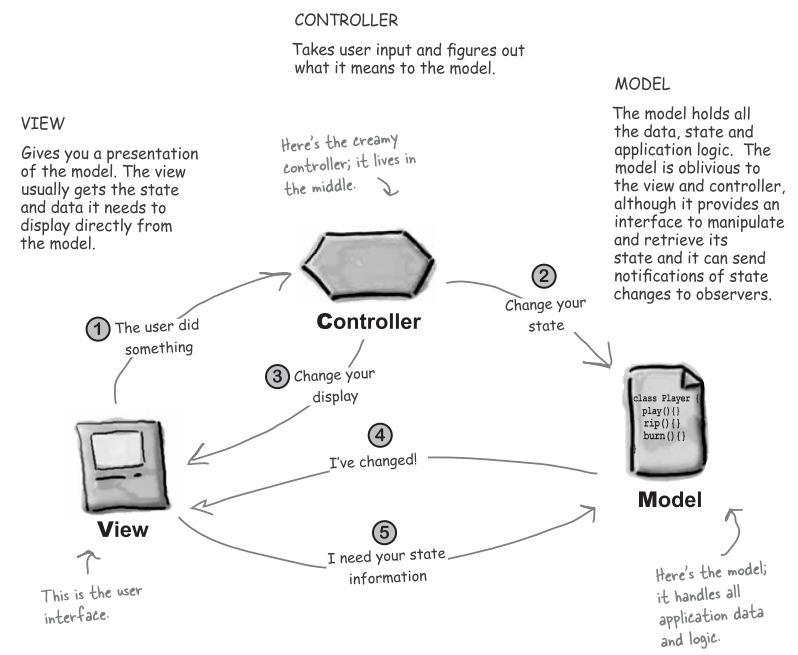 CONTROLLER
Takes user input and figures out
what it means to the model.
MODEL
The model holds all
the data, state and
application logic. The
model is oblivious to
the view and controller,
although it provides an
interface to manipulate
and retrieve its
state and it can send
notifications of state
changes to observers.
VIEW
Gives you a presentation
of the model. The view
usually gets the state
and data it needs to
display directly from
the model.
Here's the creamy
controller; it lives in
the middle.
Controller
1 The user did
something
2
Change your
state
3 Change your
display
4
I've changed!
5
I need your state
information
class Player {
play(){}
rip(){}
burn(){}
}
View
Model
This is the user
interface.
Here's the model;
it handles all
application data
and logic.